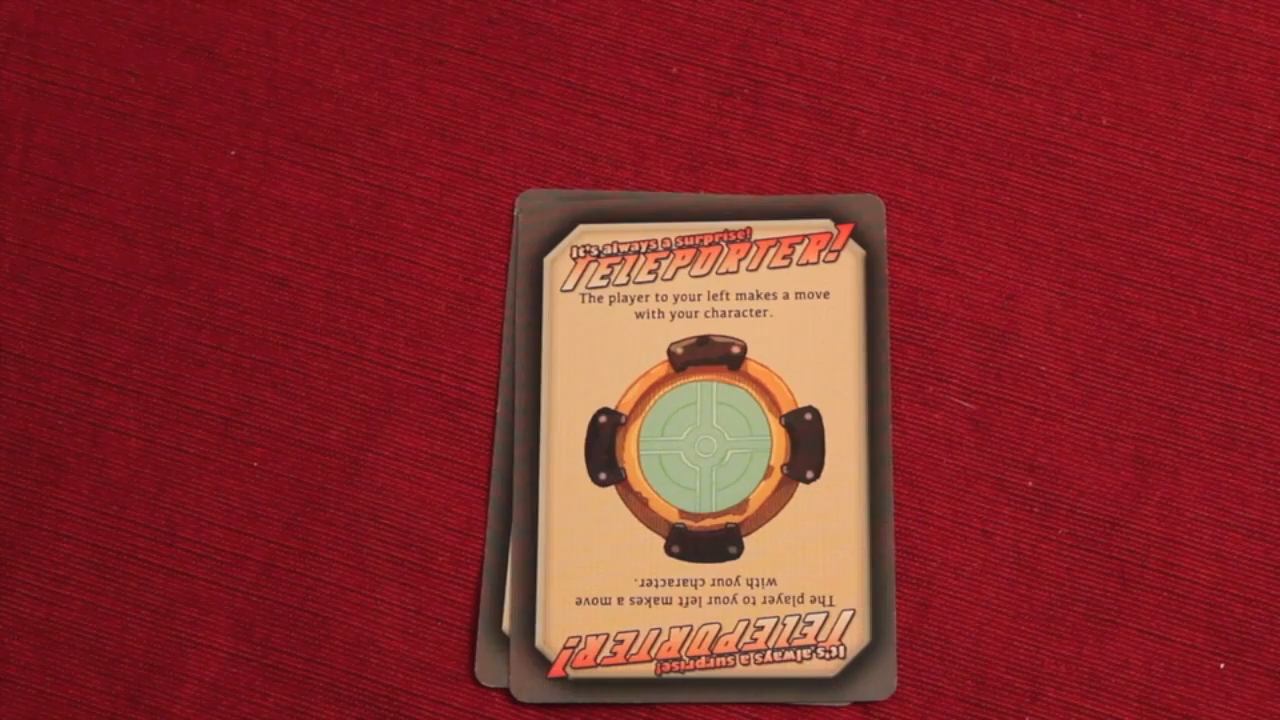 It's always a surprise!
TELEPORTER!
The player to your left makes a move
with your character.
The player to your left makes a move
with your character.
TELEPORTER!
It's always a surprise!